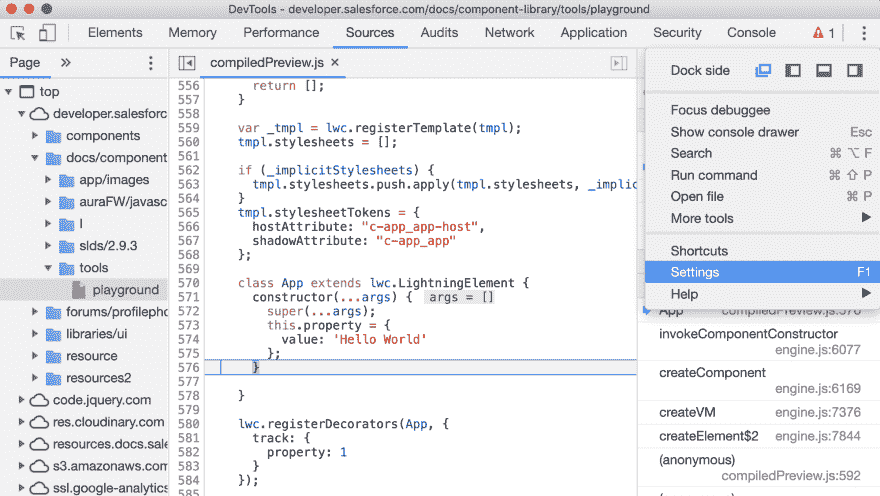 DevTools - developer.salesforce.com/docs/component-library/tools/playground
Elements Memory Performance Sources Audits Network Application Security Console 1
Page »
top
developer.salesforc
components
docs/component
app/images
auraFW/javasc
l
slds/2.9.3
tools
playground
forums/profilepho
libraries/ui
resource
resources2
code.jquery.com
res.cloudinary.com
resources.docs.sale
s3.amazonaws.com
ssl.google-analytics
compiledPreview.js ×
556 return [];
557 }
558
559 var _tmpl = lwc.registerTemplate(tmpl);
560 tmpl.stylesheets = [];
561
562 if (_implicitStylesheets) {
563 tmpl.stylesheets.push.apply(tmpl.stylesheets, _implic
564 }
565 tmpl.stylesheetTokens = {
566 hostAttribute: "c-app_app-host",
567 shadowAttribute: "c-app_app"
568 };
569
570 class App extends lwc.LightningElement {
571 constructor(...args) { args = []
572 super(...args);
573 this.property = {
574 value: 'Hello World'
575 };
576 }
577
578 }
579
580 lwc.registerDecorators(App, {
581 track: {
582 property: 1
583 }
584 });
585
Dock side
Focus debuggee
Show console drawer Esc
Search ⌘ ⌥ F
Run command ⌘ ⇧ P
Open file ⌘ P
More tools
Shortcuts
Settings F1
Help
App compiledPreview.js:576
invokeComponentConstructor
engine.js:6077
createComponent
engine.js:6169
createVM engine.js:7376
createElement$2 engine.js:7844
(anonymous)
compiledPreview.js:592